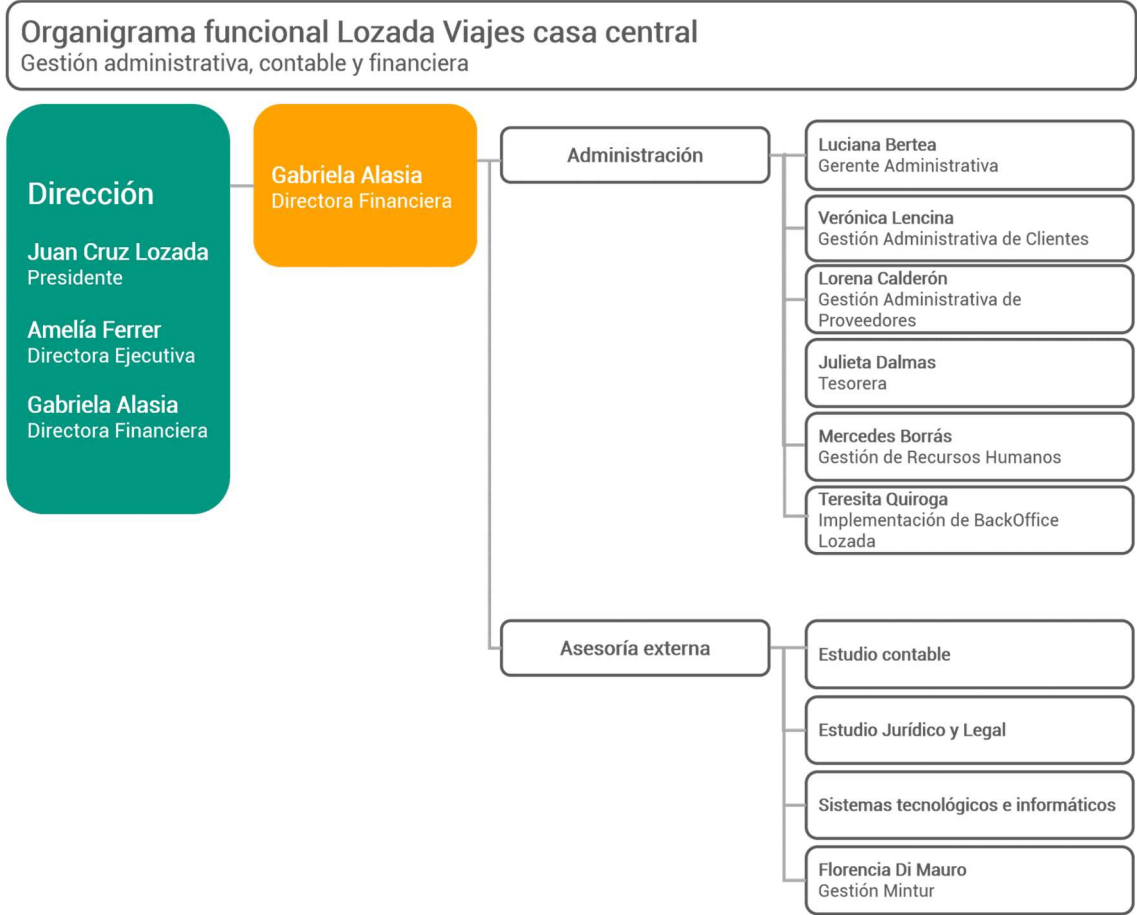 Organigrama funcional Lozada Viajes casa central
Gestión administrativa, contable y financiera
Dirección
Juan Cruz Lozada
Presidente
Amelía Ferrer
Directora Ejecutiva
Gabriela Alasia
Directora Financiera
Gabriela Alasia
Directora Financiera
Administración
Luciana Bertea
Gerente Administrativa
Verónica Lencina
Gestión Administrativa de Clientes
Lorena Calderón
Gestión Administrativa de
Proveedores
Julieta Dalmas
Tesorera
Mercedes Borrás
Gestión de Recursos Humanos
Teresita Quiroga
Implementación de BackOffice
Lozada
Asesoría externa
Estudio contable
Estudio Jurídico y Legal
Sistemas tecnológicos e informáticos
Florencia Di Mauro
Gestión Mintur